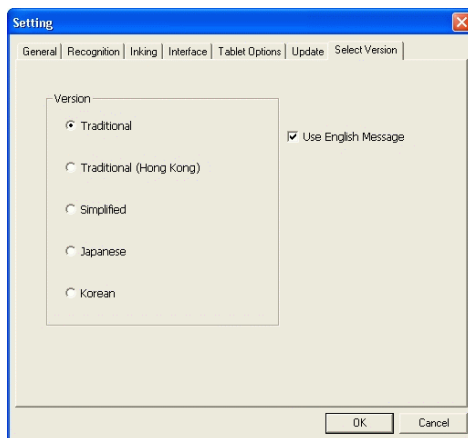 Setting
General Recognition Inking Interface Tablet Options Update Select Version
Version
Traditional
Use English Message
Traditional (Hong Kong)
Simplified
Japanese
Korean
OK Cancel